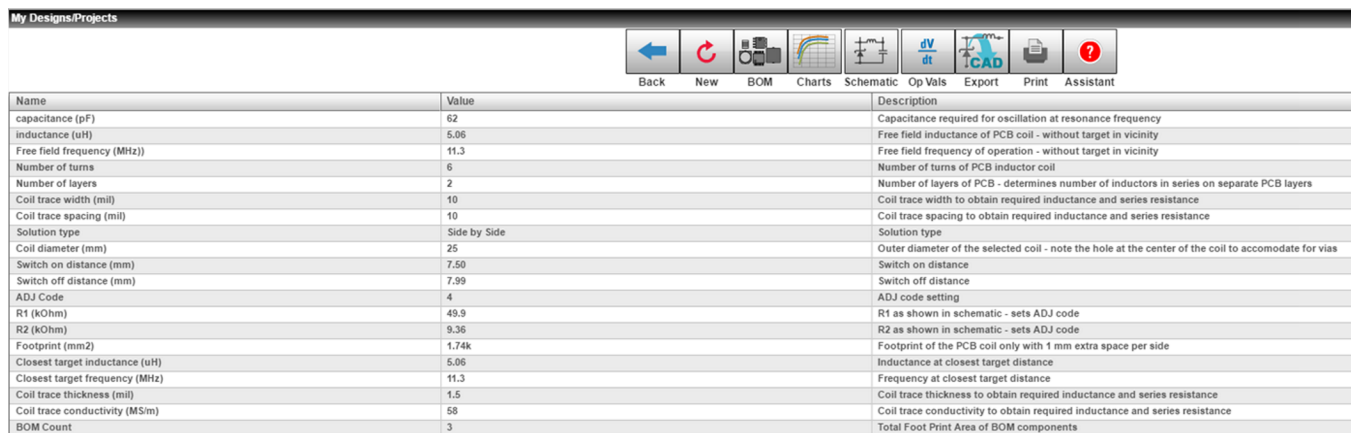 My Designs/Projects
dV
dt
CAD
?
Back New BOM Charts Schematic Op Vals Export Print Assistant
Name Value Description
capacitance (pF) 62 Capacitance required for oscillation at resonance frequency
inductance (uH) 5.06 Free field inductance of PCB coil - without target in vicinity
Free field frequency (MHz)) 11.3 Free field frequency of operation - without target in vicinity
Number of turns 6 Number of turns of PCB inductor coil
Number of layers 2 Number of layers of PCB - determines number of inductors in series on separate PCB layers
Coil trace width (mil) 10 Coil trace width to obtain required inductance and series resistance
Coil trace spacing (mil) 10 Coil trace spacing to obtain required inductance and series resistance
Solution type Side by Side Solution type
Coil diameter (mm) 25 Outer diameter of the selected coil - note the hole at the center of the coil to accomodate for vias
Switch on distance (mm) 7.50 Switch on distance
Switch off distance (mm) 7.99 Switch off distance
ADJ Code 4 ADJ code setting
R1 (kOhm) 49.9 R1 as shown in schematic - sets ADJ code
R2 (kOhm) 9.36 R2 as shown in schematic - sets ADJ code
Footprint (mm2) 1.74k Footprint of the PCB coil only with 1 mm extra space per side
Closest target inductance (uH) 5.06 Inductance at closest target distance
Closest target frequency (MHz) 11.3 Frequency at closest target distance
Coil trace thickness (mil) 1.5 Coil trace thickness to obtain required inductance and series resistance
Coil trace conductivity (MS/m) 58 Coil trace conductivity to obtain required inductance and series resistance
BOM Count 3 Total Foot Print Area of BOM components